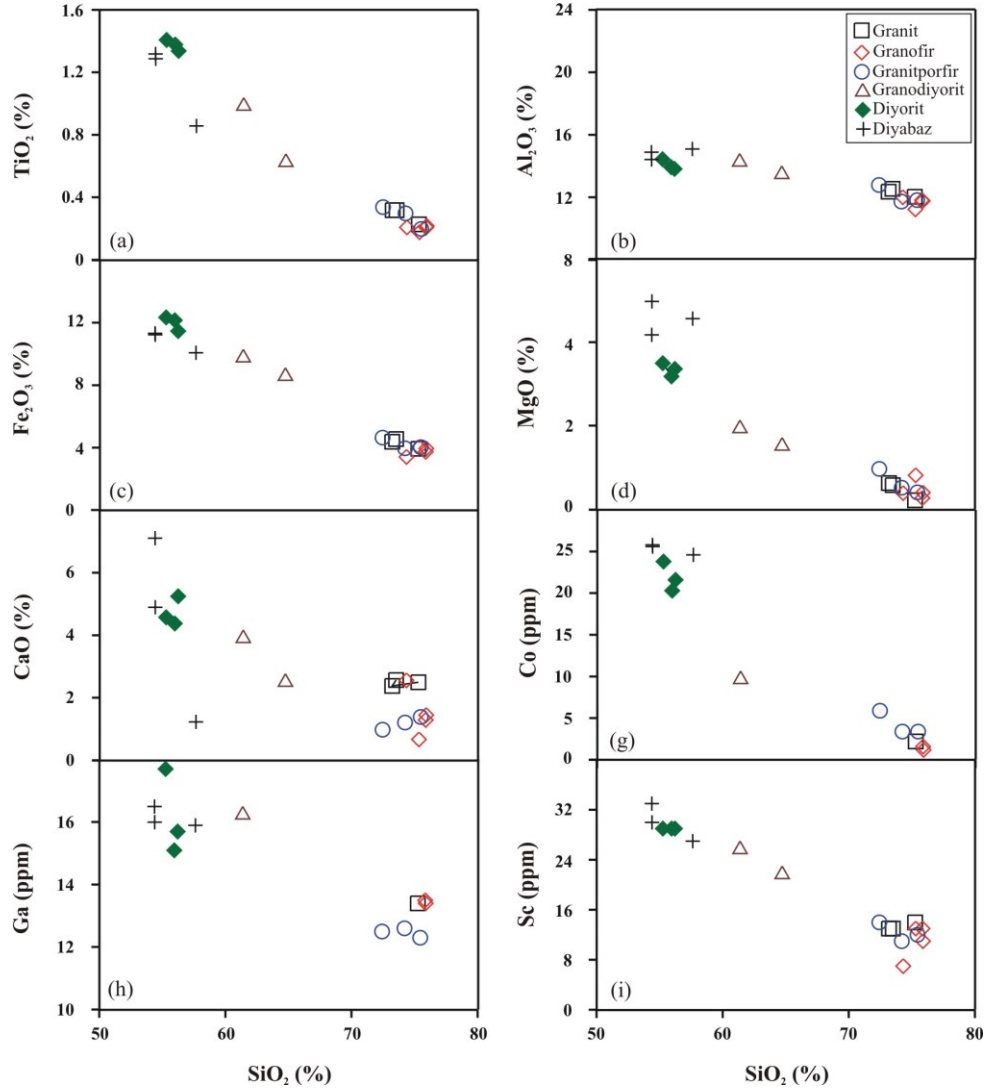 1.6
1.2
0.8
0.4
0
TiO2 (%)
(a)
24
20
16
12
8
Al2O3 (%)
(b)
Granit
Granofir
Granitporfir
Granodiyorit
Diyorit
Diyabaz
12
8
4
0
Fe2O3 (%)
(c)
4
2
0
MgO (%)
(d)
6
4
2
0
CaO (%)
(e)
25
20
15
10
5
0
Co (ppm)
(g)
16
14
12
10
Ga (ppm)
(h)
32
24
16
8
0
Sc (ppm)
(i)
50 60 70 80
50 60 70 80
SiO2 (%)
SiO2 (%)